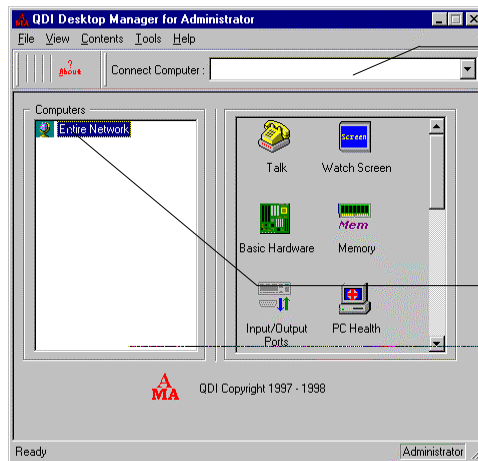 QDI Desktop Manager for Administrator
File View Contents Tools Help
? About
Connect Computer :
Computers
Entire Network
Screen
Talk Watch Screen
Mem
Basic Hardware Memory
Input/Output Ports PC Health
AMA QDI Copyright 1997 - 1998
Ready Administrator